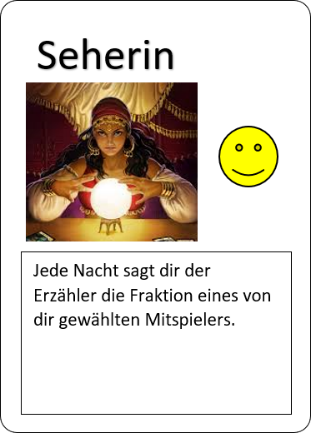 Seherin
Jede Nacht sagt dir der
Erzähler die Fraktion eines von
dir gewählten Mitspielers.